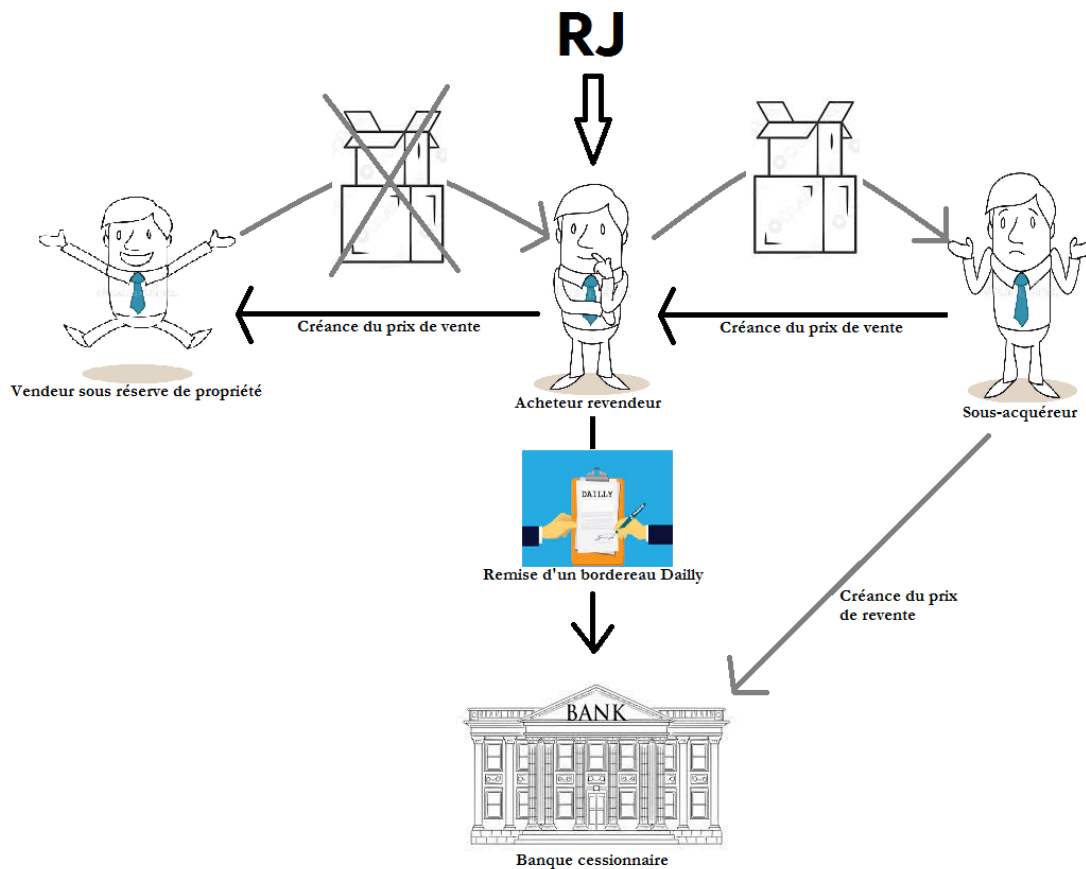 RJ
Créance du prix de vente
Créance du prix de vente
Vendeur sous réserve de propriété
Acheteur revendeur
Sous-acquéreur
DAILLY
Remise d'un bordereau Dailly
Créance du prix
de revente
BANK
Banque cessionnaire